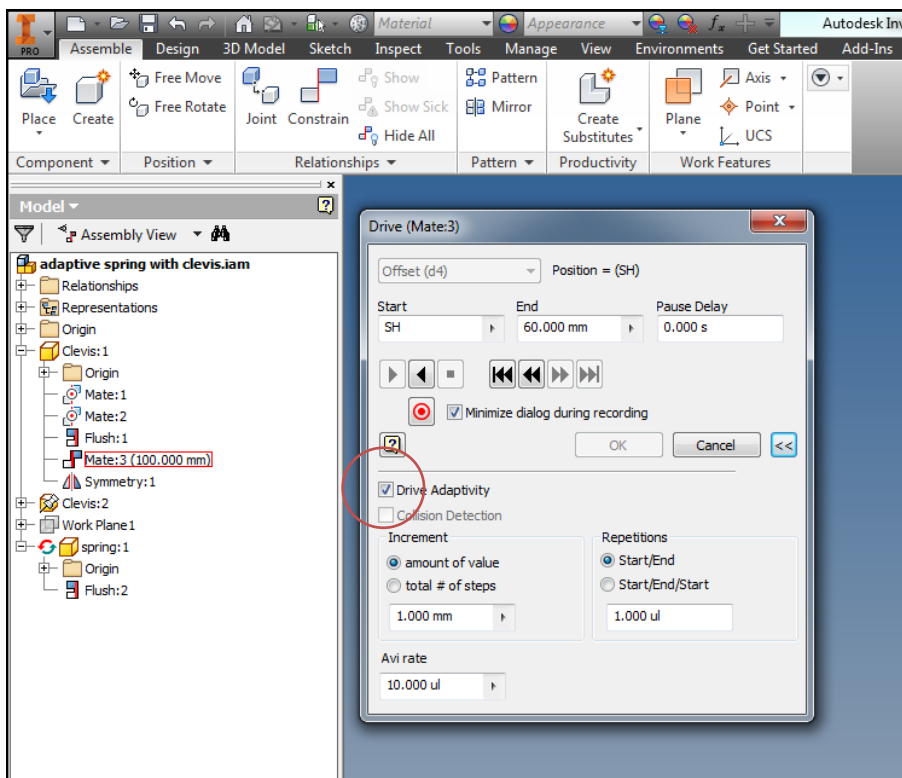 Material Appearance fx Autodesk Inv
PRO Assemble Design 3D Model Sketch Inspect Tools Manage View Environments Get Started Add-Ins
Place Create Free Move Joint Constrain Show Pattern Create Substitutes Plane Axis
Free Rotate Show Sick Mirror Point
Hide All UCS
Component Position Relationships Pattern Productivity Work Features
Model
Assembly View
adaptive spring with clevis.iam
Relationships
Representations
Origin
Clevis:1
Origin
Mate:1
Mate:2
Flush:1
Mate:3 (100.000 mm)
Symmetry:1
Clevis:2
Work Plane1
spring:1
Origin
Flush:2
Drive (Mate:3)
Offset (d4) Position = (SH)
Start End Pause Delay
SH 60.000 mm 0.000 s
Minimize dialog during recording
? OK Cancel <<
Drive Adaptivity
Collision Detection
Increment Repetitions
amount of value Start/End
total # of steps Start/End/Start
1.000 mm 1.000 ul
Avi rate
10.000 ul